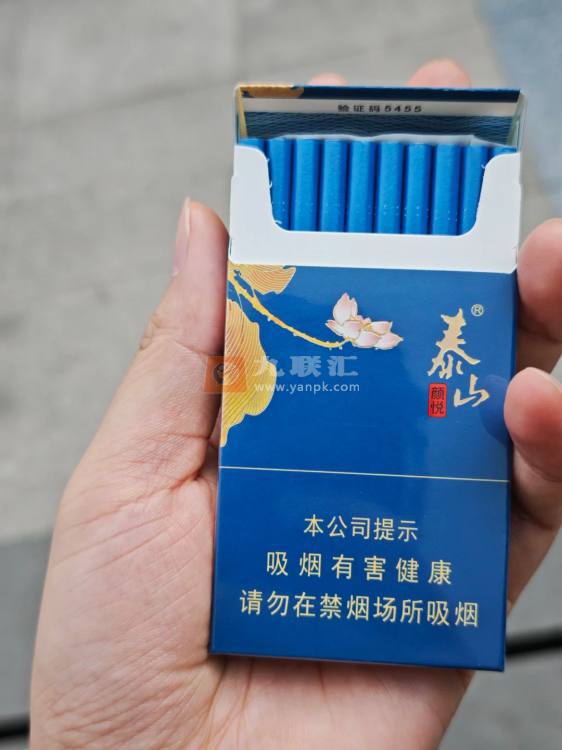 验证码5455
泰山®
颜悦
九联汇
www.yanpk.com
本公司提示
吸烟有害健康
请勿在禁烟场所吸烟